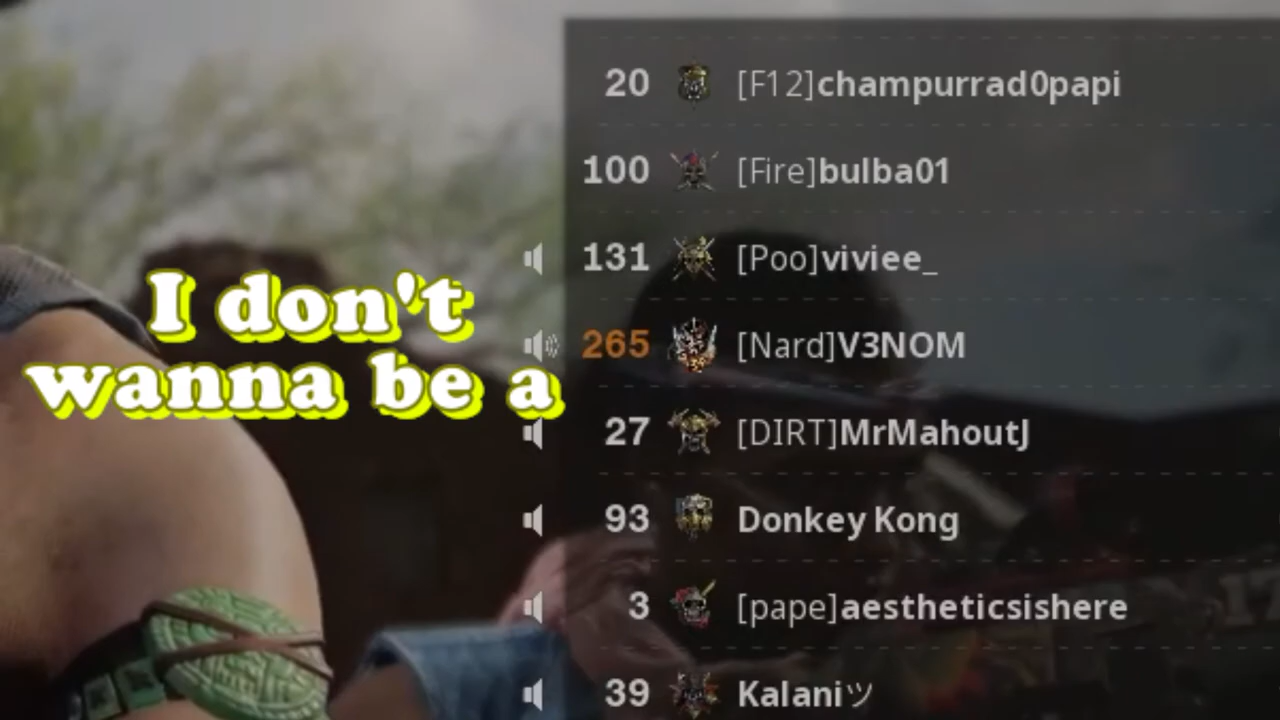 20 [F12]champurrad0papi
100 [Fire]bulba01
131 [Poo]viviee_
I don't
wanna be a
265 [Nard]V3NOM
27 [DIRT]MrMahoutJ
93 Donkey Kong
3 [pape]aestheticsishere
39 Kalaniツ